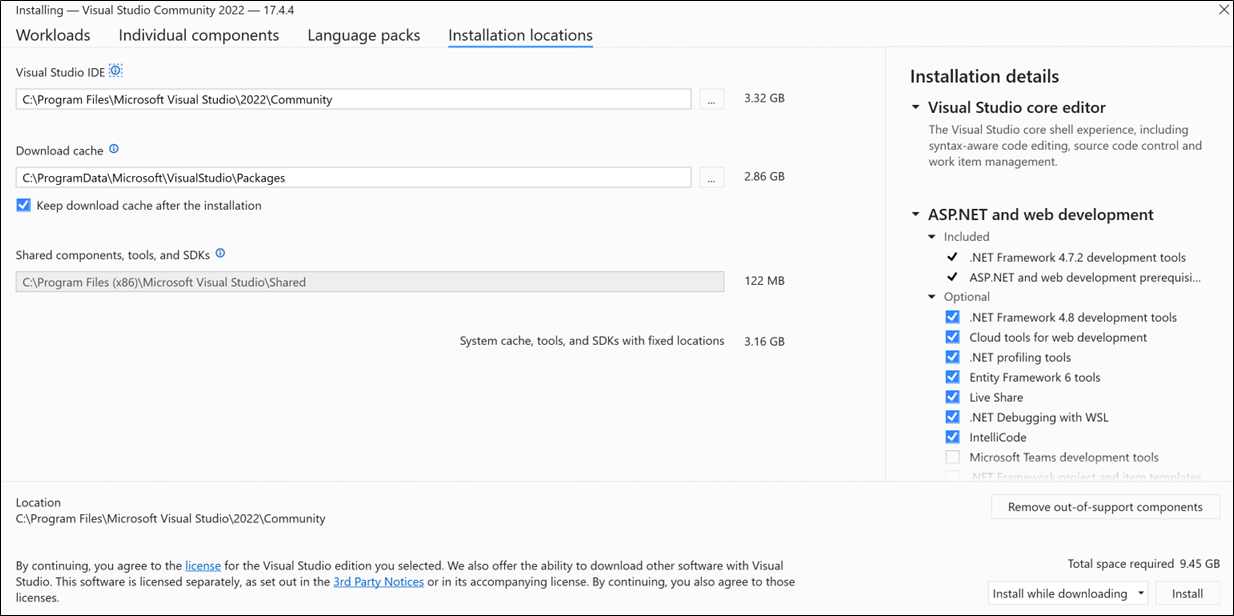 Installing — Visual Studio Community 2022 — 17.4.4
Workloads
Individual components
Language packs
Installation locations
Visual Studio IDE
C:\Program Files\Microsoft Visual Studio\2022\Community
...
3.32 GB
Download cache
C:\ProgramData\Microsoft\VisualStudio\Packages
...
2.86 GB
Keep download cache after the installation
Shared components, tools, and SDKs
C:\Program Files (x86)\Microsoft Visual Studio\Shared
122 MB
System cache, tools, and SDKs with fixed locations
3.16 GB
Installation details
Visual Studio core editor
The Visual Studio core shell experience, including
syntax-aware code editing, source code control and
work item management.
ASP.NET and web development
Included
.NET Framework 4.7.2 development tools
ASP.NET and web development prerequisi...
Optional
.NET Framework 4.8 development tools
Cloud tools for web development
.NET profiling tools
Entity Framework 6 tools
Live Share
.NET Debugging with WSL
IntelliCode
Microsoft Teams development tools
.NET Framework project and item templates
Location
C:\Program Files\Microsoft Visual Studio\2022\Community
Remove out-of-support components
By continuing, you agree to the license for the Visual Studio edition you selected. We also offer the ability to download other software with Visual
Studio. This software is licensed separately, as set out in the 3rd Party Notices or in its accompanying license. By continuing, you also agree to those
licenses.
Total space required 9.45 GB
Install while downloading
Install